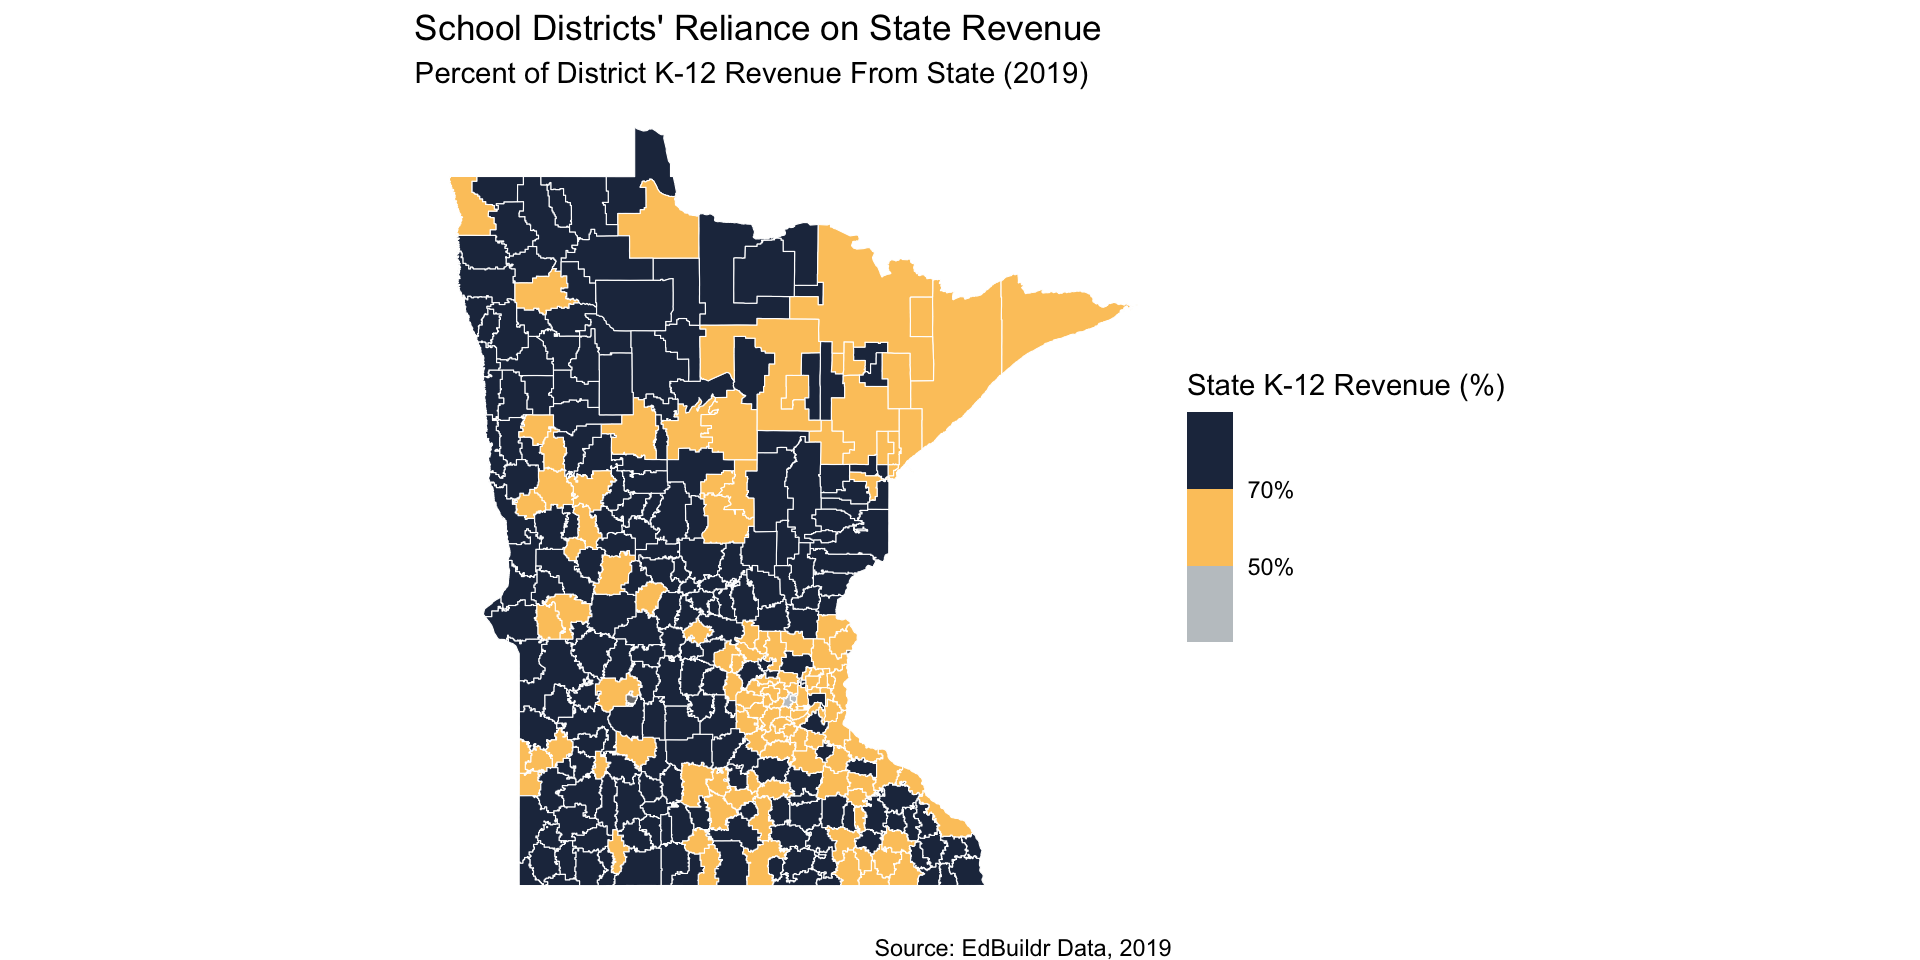 School Districts' Reliance on State Revenue
Percent of District K-12 Revenue From State (2019)
State K-12 Revenue (%)
70%
50%
Source: EdBuildr Data, 2019